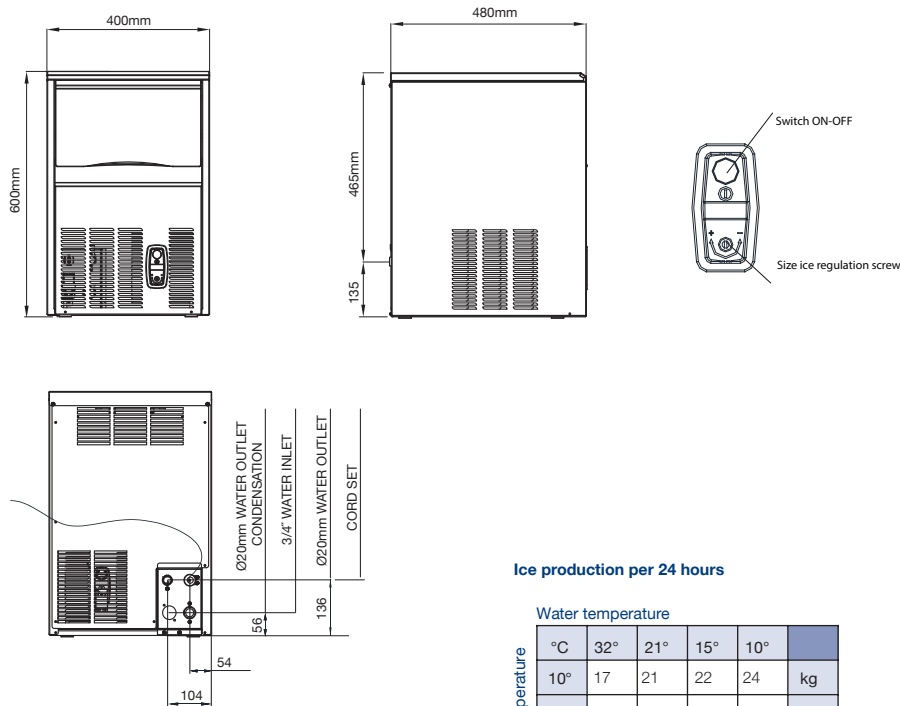 400mm
480mm
600mm
465mm
135
Switch ON-OFF
+ −
Size ice regulation screw
Ø20mm WATER OUTLET
CONDENSATION
3/4" WATER INLET
Ø20mm WATER OUTLET
CORD SET
56
136
54
104
Ice production per 24 hours
Water temperature
°C 32° 21° 15° 10°
10° 17 21 22 24 kg